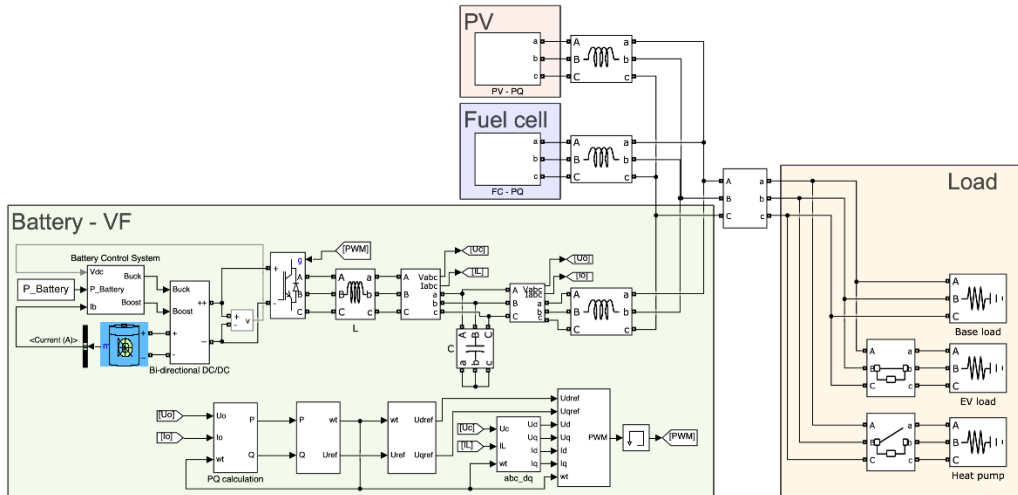 PV
a
b
c
PV - PQ
A
B
C
a
b
c
Fuel cell
a
b
c
FC - PQ
A
B
C
a
b
c
A
B
C
a
b
c
Load
A
B
C
Base load
A
B
C
a
b
c
EV load
A
B
C
a
b
c
Heat pump
Battery - VF
Battery Control System
Vdc
P_Battery
Ib
Buck
Boost
P_Battery
<Current (A)>
m
+
-
Buck
Boost
+
-
++
-
Bi-directional DC/DC
+
-
v
g
+
-
A
B
C
[PWM]
A
B
C
a
b
c
L
A
B
C
Vabc
Iabc
a
b
c
[Uc]
[IL]
A
B
C
a
b
c
C
A
B
C
Vabc
Iabc
a
b
c
[Uo]
[Io]
A
B
C
a
b
c
[Uo]
[Io]
Uo
Io
wt
P
Q
PQ calculation
P
Q
wt
Uref
wt
Uref
Udref
Uqref
[Uc]
[IL]
Uc
IL
wt
Ud
Uq
Id
Iq
abc_dq
Udref
Uqref
Ud
Uq
Id
Iq
wt
PWM
[PWM]